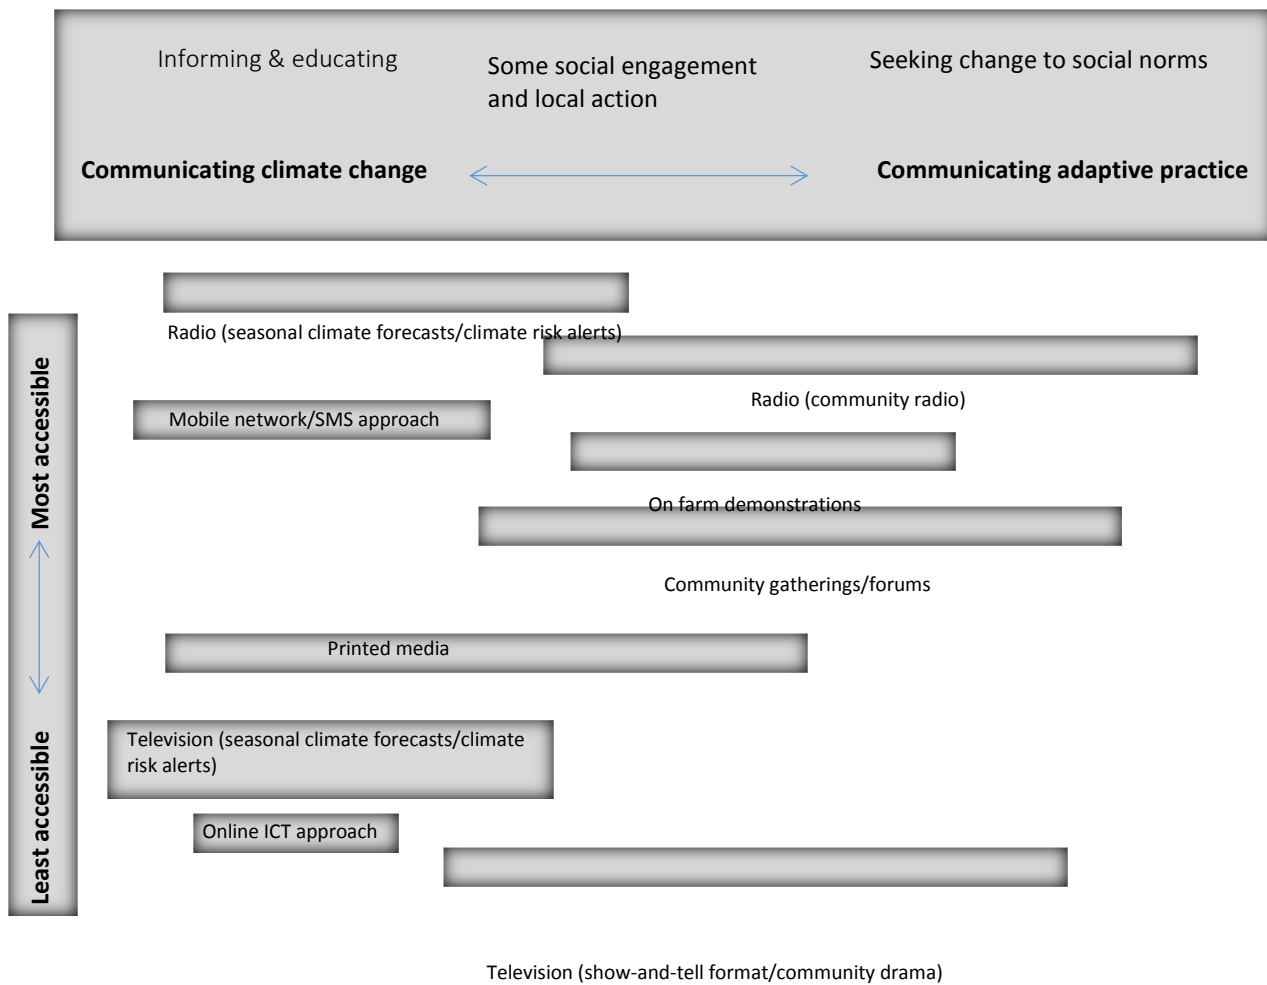 Informing & educating
Some social engagement
and local action
Seeking change to social norms
Communicating climate change
Communicating adaptive practice
Radio (seasonal climate forecasts/climate risk alerts)
Radio (community radio)
Mobile network/SMS approach
On farm demonstrations
Community gatherings/forums
Printed media
Television (seasonal climate forecasts/climate
risk alerts)
Online ICT approach
Television (show-and-tell format/community drama)
Most accessible
Least accessible